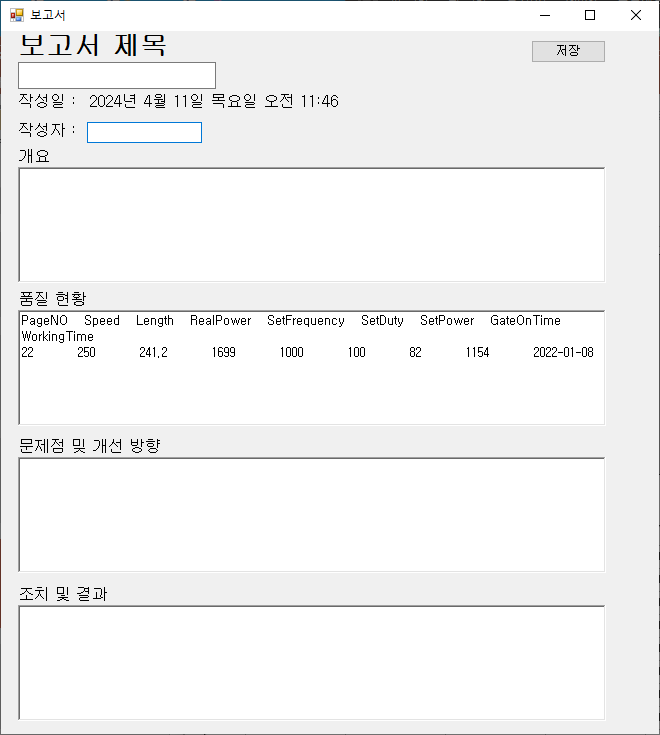 보고서
보고서 제목
저장
작성일 : 2024년 4월 11일 목요일 오전 11:46
작성자 :
개요
품질 현황
PageNO Speed Length RealPower SetFrequency SetDuty SetPower GateOnTime
WorkingTime
22 250 241.2 1699 1000 100 82 1154 2022-01-08
문제점 밎 개선 방향
조치 및 결과